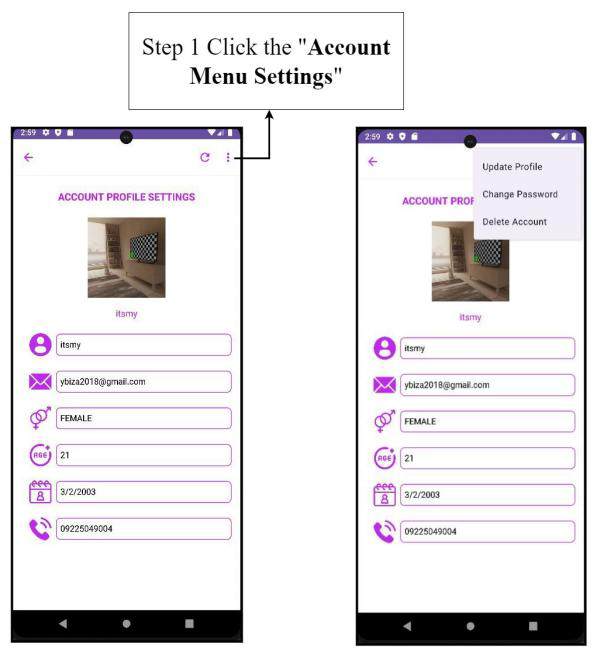 Step 1 Click the "Account
Menu Settings"
2:59
ACCOUNT PROFILE SETTINGS
itsmy
itsmy
ybiza2018@gmail.com
FEMALE
AGE
21
3/2/2003
09225049004
2:59
Update Profile
Change Password
Delete Account
ACCOUNT PROF
itsmy
itsmy
ybiza2018@gmail.com
FEMALE
AGE
21
3/2/2003
09225049004